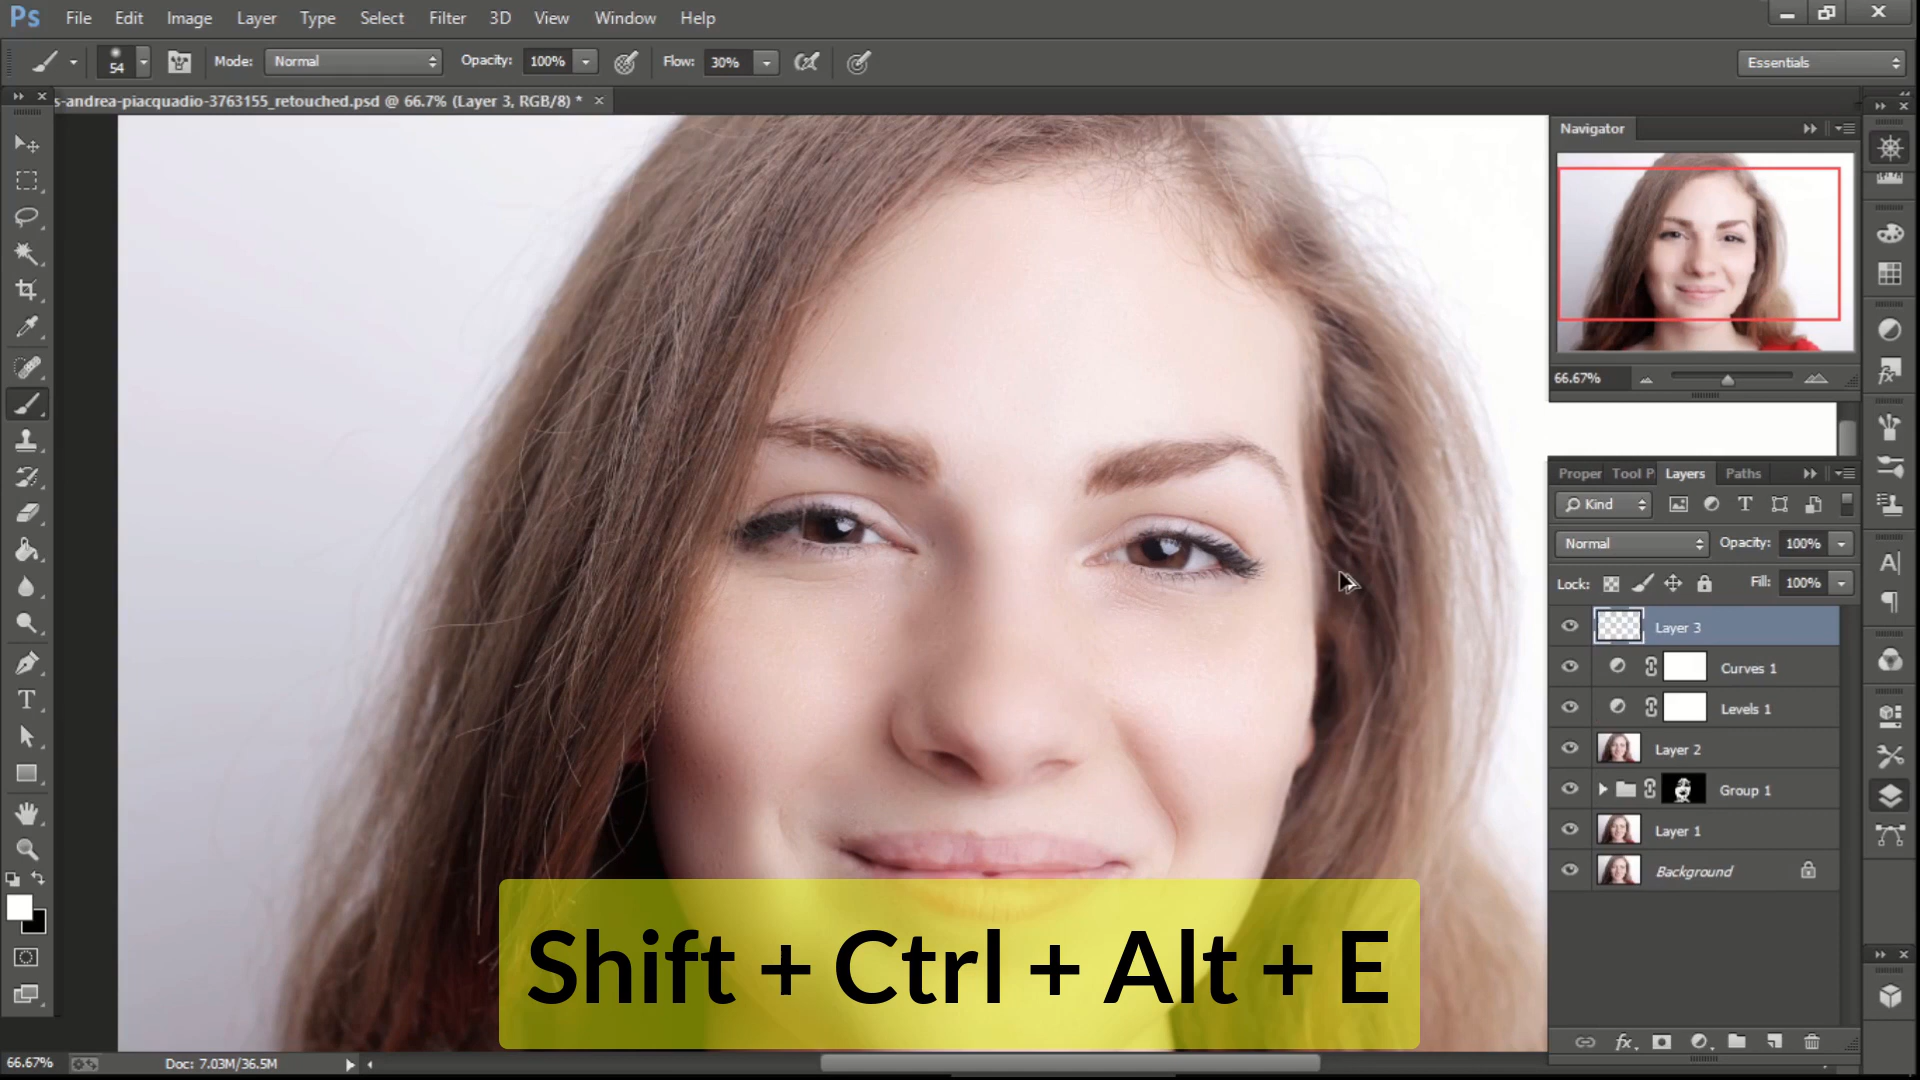 Ps File Edit Image Layer Type Select Filter 3D View Window Help
54 Mode: Normal Opacity: 100% Flow: 30% Essentials
s-andrea-piacquadio-3763155_retouched.psd @ 66.7% (Layer 3, RGB/8) * ×
Navigator
66.67%
Proper Tool P Layers Paths
Kind
Normal Opacity: 100%
Lock: Fill: 100%
Layer 3
Curves 1
Levels 1
Layer 2
Group 1
Layer 1
Background
Shift + Ctrl + Alt + E
66.67% Doc: 7.03M/36.5M